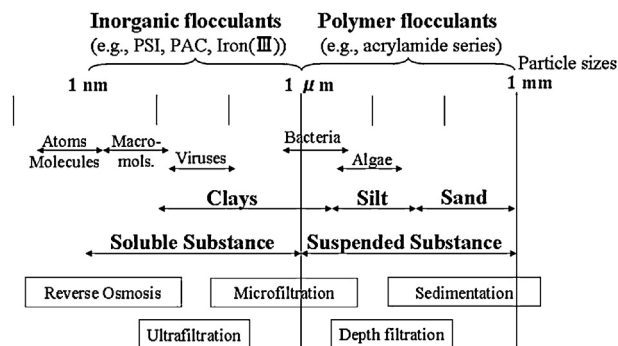 Inorganic flocculants Polymer flocculants
(e.g., PSI, PAC, Iron(Ⅲ)) (e.g., acrylamide series)
Particle sizes
1 nm 1 μm 1 mm
Atoms Macro- Bacteria
Molecules mols. Viruses Algae
Clays Silt Sand
Soluble Substance Suspended Substance
Reverse Osmosis Microfiltration Sedimentation
Ultrafiltration Depth filtration